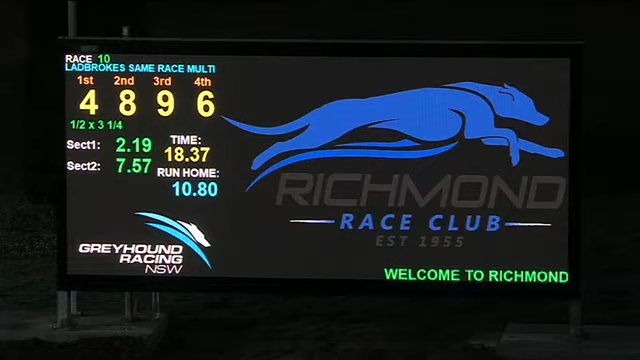 RACE 10
LADBROKES SAME RACE MULTI
1st 2nd 3rd 4th
4 8 9 6
1/2 x 3 1/4
Sect1: 2.19
Sect2: 7.57
TIME:
18.37
RUN HOME:
10.80
RICHMOND
RACE CLUB
EST 1955
GREYHOUND
RACING
NSW
WELCOME TO RICHMOND